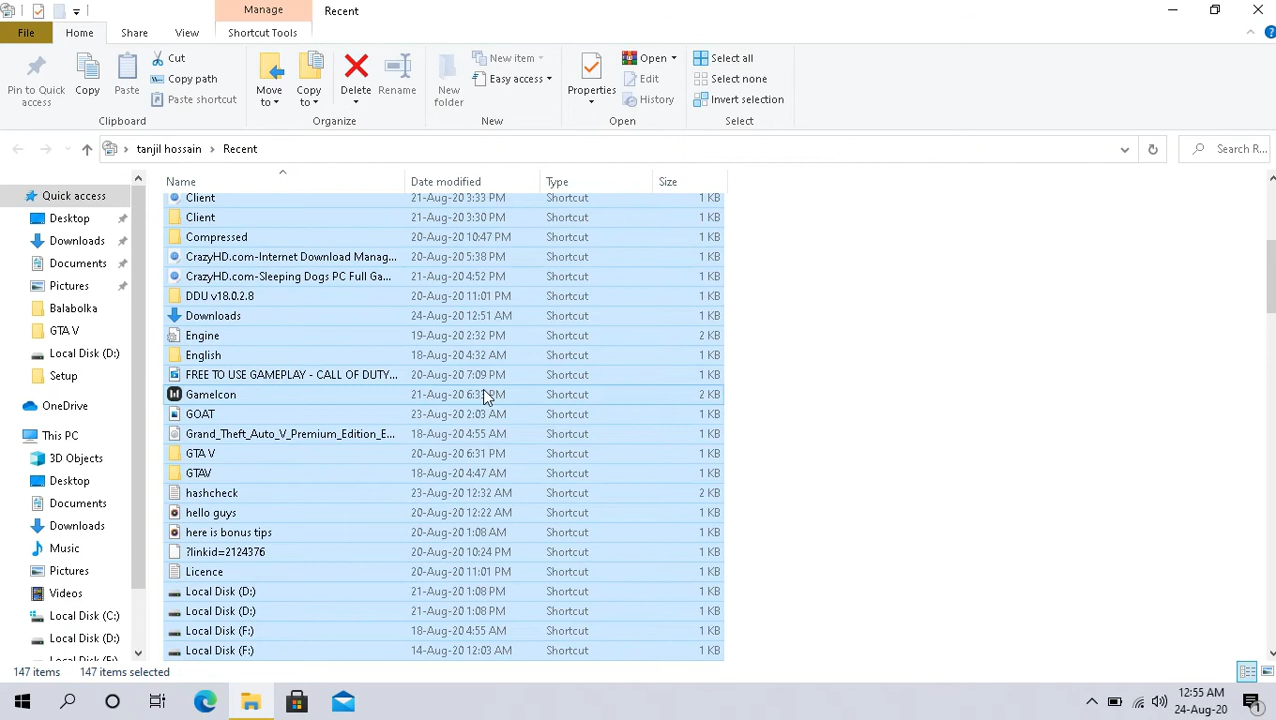 Manage
Recent
File
Home
Share
View
Shortcut Tools
Pin to Quick access
Copy
Paste
Cut
Copy path
Paste shortcut
Clipboard
Move to
Copy to
Delete
Rename
Organize
New folder
New item
Easy access
New
Properties
Open
Edit
History
Open
Select all
Select none
Invert selection
Select
tanjil hossain
Recent
Search R...
Name Date modified Type Size
Client 21-Aug-20 3:33 PM Shortcut 1 KB
Client 21-Aug-20 3:30 PM Shortcut 1 KB
Compressed 20-Aug-20 10:47 PM Shortcut 1 KB
CrazyHD.com-Internet Download Manag... 20-Aug-20 5:38 PM Shortcut 1 KB
CrazyHD.com-Sleeping Dogs PC Full Ga... 21-Aug-20 4:52 PM Shortcut 1 KB
DDU v18.0.2.8 20-Aug-20 11:01 PM Shortcut 1 KB
Downloads 24-Aug-20 12:51 AM Shortcut 1 KB
Engine 19-Aug-20 2:32 PM Shortcut 2 KB
English 18-Aug-20 4:32 AM Shortcut 1 KB
FREE TO USE GAMEPLAY - CALL OF DUTY... 20-Aug-20 7:09 PM Shortcut 1 KB
GameIcon 21-Aug-20 PM Shortcut 2 KB
GOAT 23-Aug-20 2:03 AM Shortcut 1 KB
Grand_Theft_Auto_V_Premium_Edition_E... 18-Aug-20 4:55 AM Shortcut 1 KB
GTA V 20-Aug-20 6:31 PM Shortcut 1 KB
GTAV 18-Aug-20 4:47 AM Shortcut 1 KB
hashcheck 23-Aug-20 12:32 AM Shortcut 2 KB
hello guys 20-Aug-20 12:22 AM Shortcut 1 KB
here is bonus tips 20-Aug-20 1:08 AM Shortcut 1 KB
?linkid=2124376 20-Aug-20 10:24 PM Shortcut 1 KB
Licence 20-Aug-20 11:01 PM Shortcut 1 KB
Local Disk (D:) 21-Aug-20 1:08 PM Shortcut 1 KB
Local Disk (D:) 21-Aug-20 1:08 PM Shortcut 1 KB
Local Disk (F:) 18-Aug-20 4:55 AM Shortcut 1 KB
Local Disk (F:) 14-Aug-20 12:03 AM Shortcut 1 KB
Quick access
Desktop
Downloads
Documents
Pictures
Balabolka
GTA V
Local Disk (D:)
Setup
OneDrive
This PC
3D Objects
Desktop
Documents
Downloads
Music
Pictures
Videos
Local Disk (C:)
Local Disk (D:)
147 items 147 items selected
12:55 AM
24-Aug-20
1